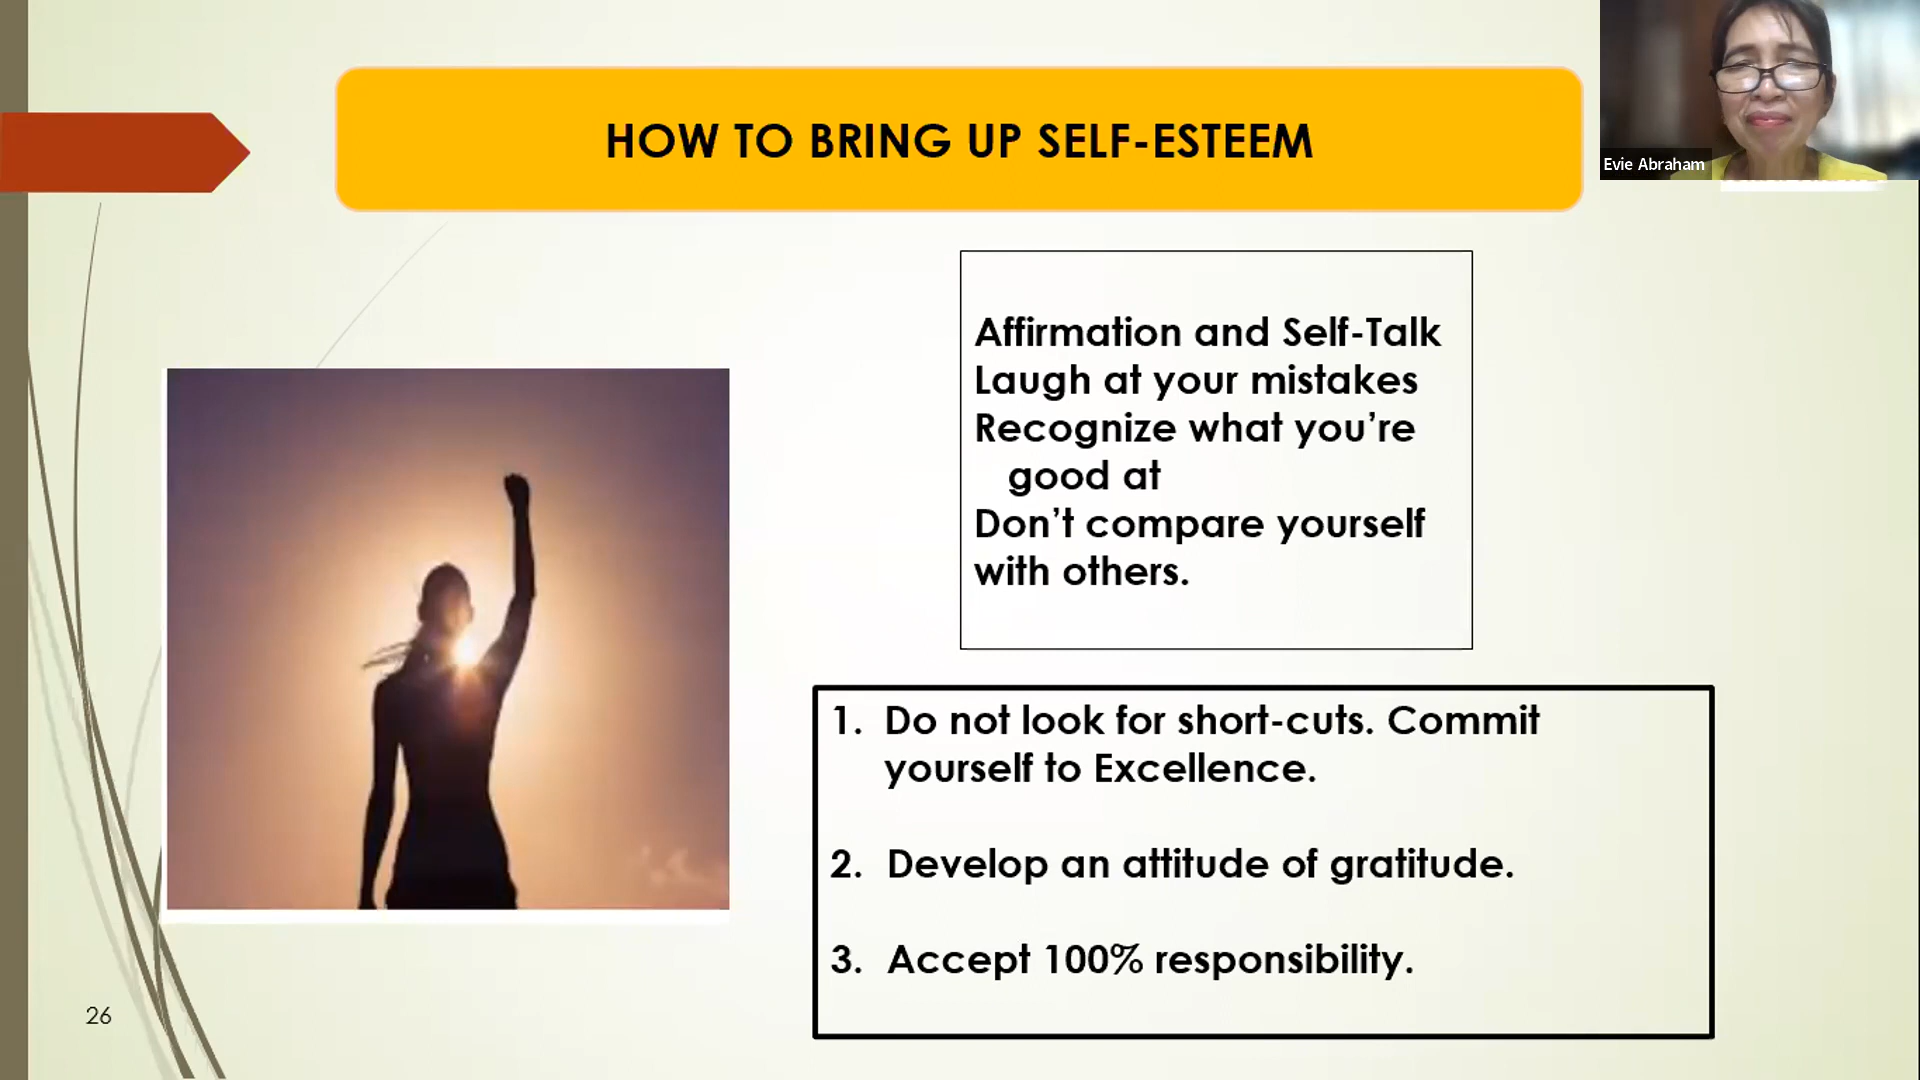 HOW TO BRING UP SELF-ESTEEM
Evie Abraham
Affirmation and Self-Talk
Laugh at your mistakes
Recognize what you’re
good at
Don’t compare yourself
with others.
1. Do not look for short-cuts. Commit
yourself to Excellence.
2. Develop an attitude of gratitude.
3. Accept 100% responsibility.
26